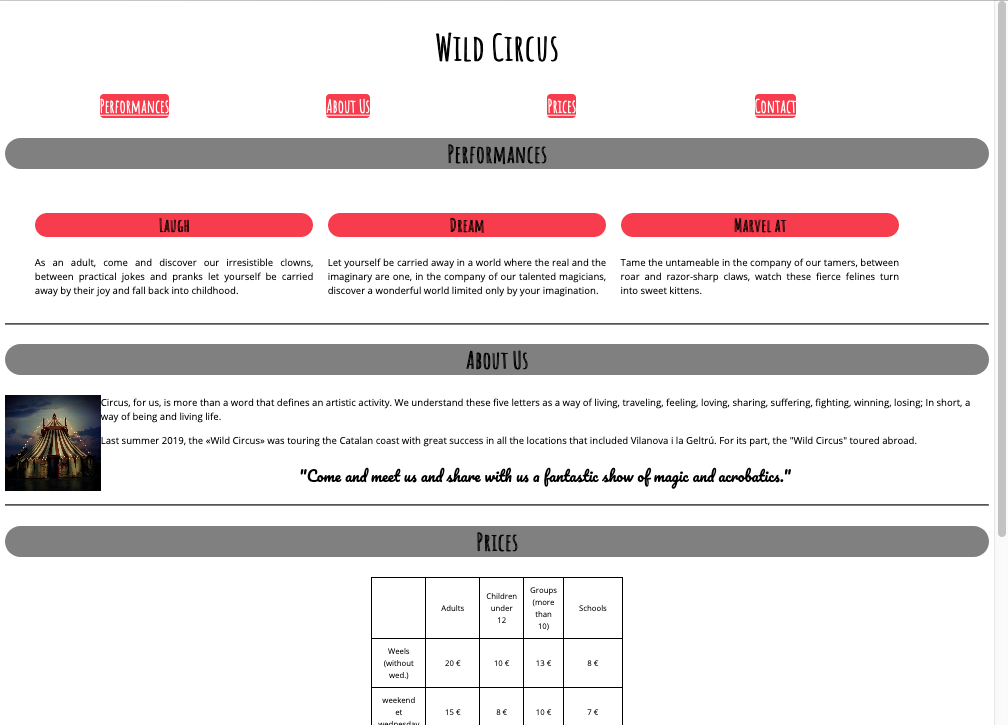 Wild Circus
Performances
About Us
Prices
Contact
Performances
Laugh
As an adult, come and discover our irresistible clowns,
between practical jokes and pranks let yourself be carried
away by their joy and fall back into childhood.
Dream
Let yourself be carried away in a world where the real and the
imaginary are one, in the company of our talented magicians,
discover a wonderful world limited only by your imagination.
Marvel at
Tame the untameable in the company of our tamers, between
roar and razor-sharp claws, watch these fierce felines turn
into sweet kittens.
About Us
Circus, for us, is more than a word that defines an artistic activity. We understand these five letters as a way of living, traveling, feeling, loving, sharing, suffering, fighting, winning, losing; In short, a
way of being and living life.
Last summer 2019, the «Wild Circus» was touring the Catalan coast with great success in all the locations that included Vilanova i la Geltrú. For its part, the "Wild Circus" toured abroad.
"Come and meet us and share with us a fantastic show of magic and acrobatics."
Prices
Adults
Children
under
12
Groups
(more
than
10)
Schools
Weels
(without
wed.)
20 €
10 €
13 €
8 €
weekend
et
wednesday
15 €
8 €
10 €
7 €